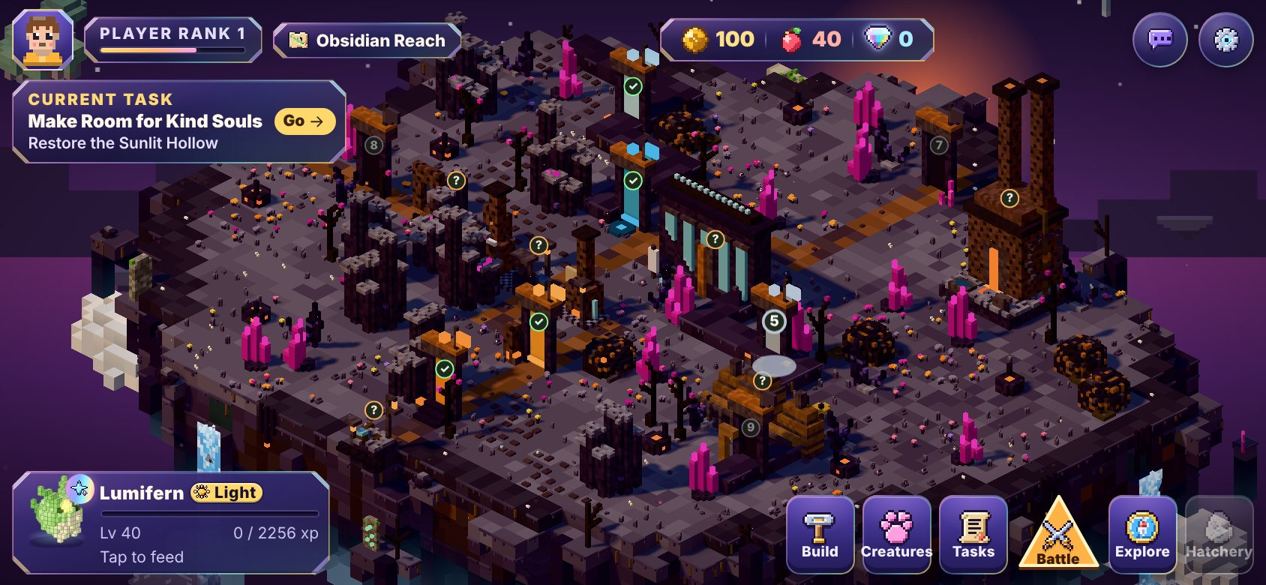 PLAYER RANK 1
Obsidian Reach
100
40
0
CURRENT TASK
Make Room for Kind Souls
Go →
Restore the Sunlit Hollow
8
7
?
?
?
?
5
?
?
9
Lumifern
Light
Lv 40
0 / 2256 xp
Tap to feed
Build
Creatures
Tasks
Battle
Explore
Hatchery